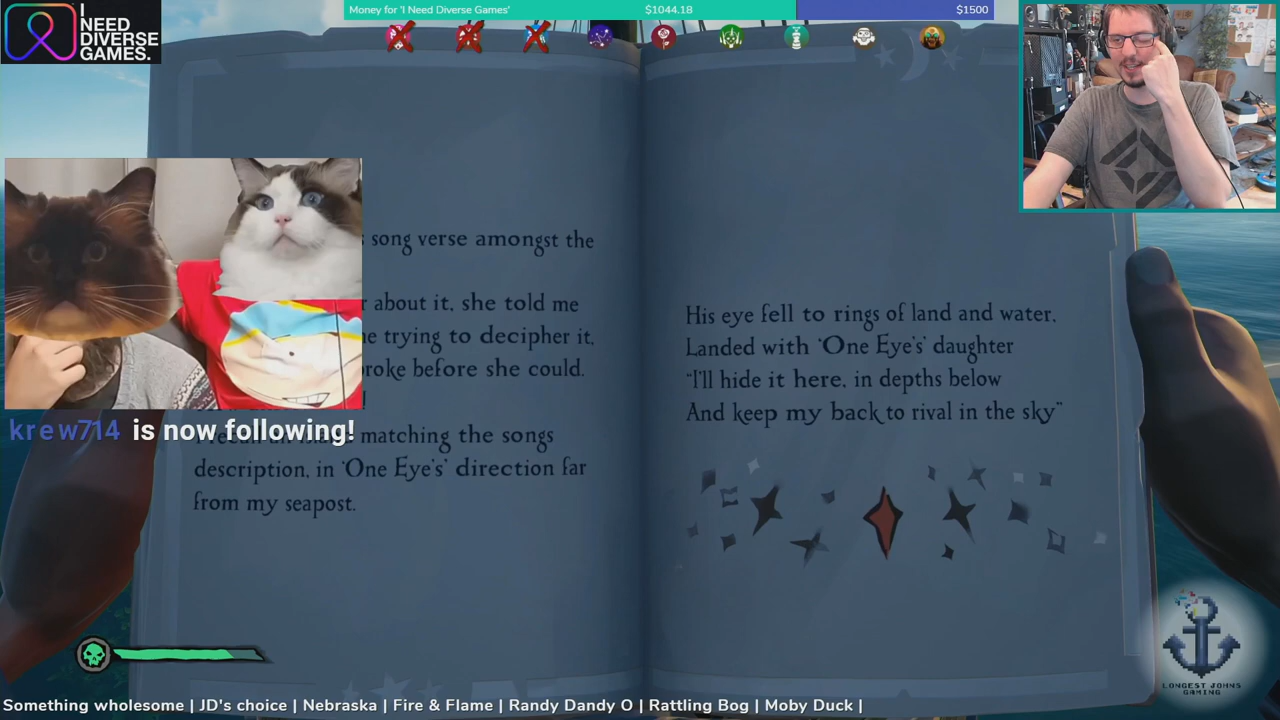 I
NEED
DIVERSE
GAMES.
Money for 'I Need Diverse Games'
$1044.18
$1500
song verse amongst the
about it, she told me
trying to decipher it,
before she could.
matching the songs
description, in 'One Eye's' direction far
from my seapost.
His eye fell to rings of land and water,
Landed with 'One Eye's' daughter
"I'll hide it here, in depths below
And keep my back to rival in the sky"
krew714 is now following!
LONGEST JOHNS
GAMING
Something wholesome | JD's choice | Nebraska | Fire & Flame | Randy Dandy O | Rattling Bog | Moby Duck |